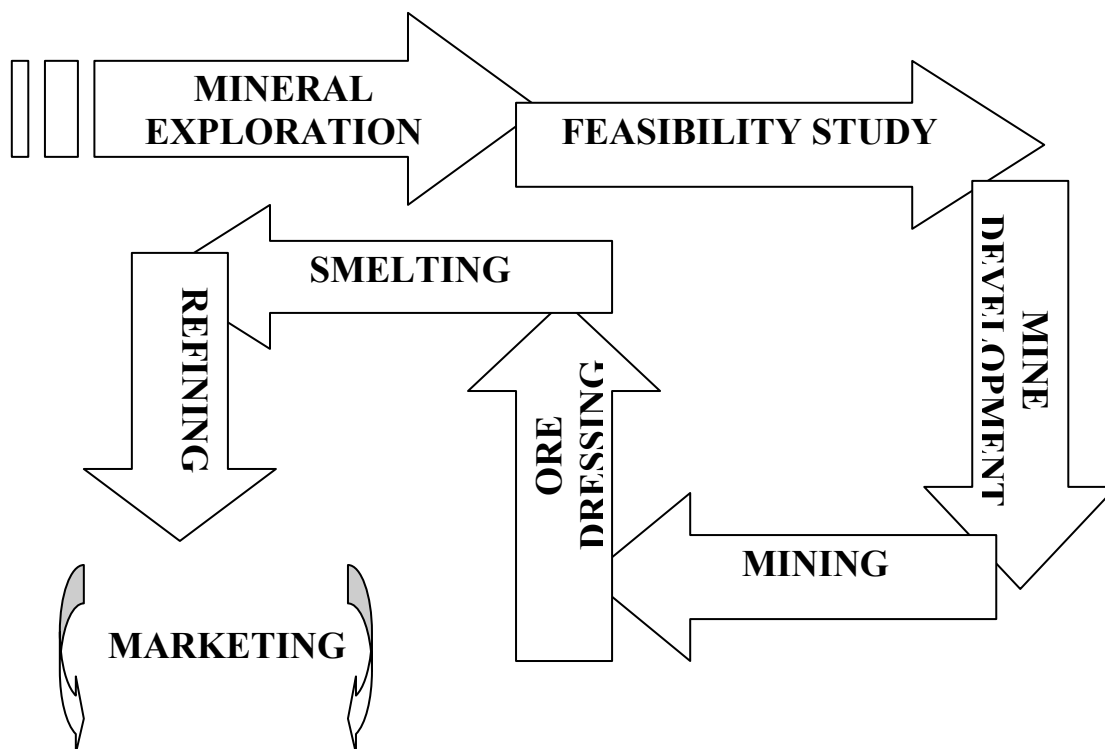 MINERAL
EXPLORATION
FEASIBILITY STUDY
MINE
DEVELOPMENT
MINING
ORE
DRESSING
SMELTING
REFINING
MARKETING